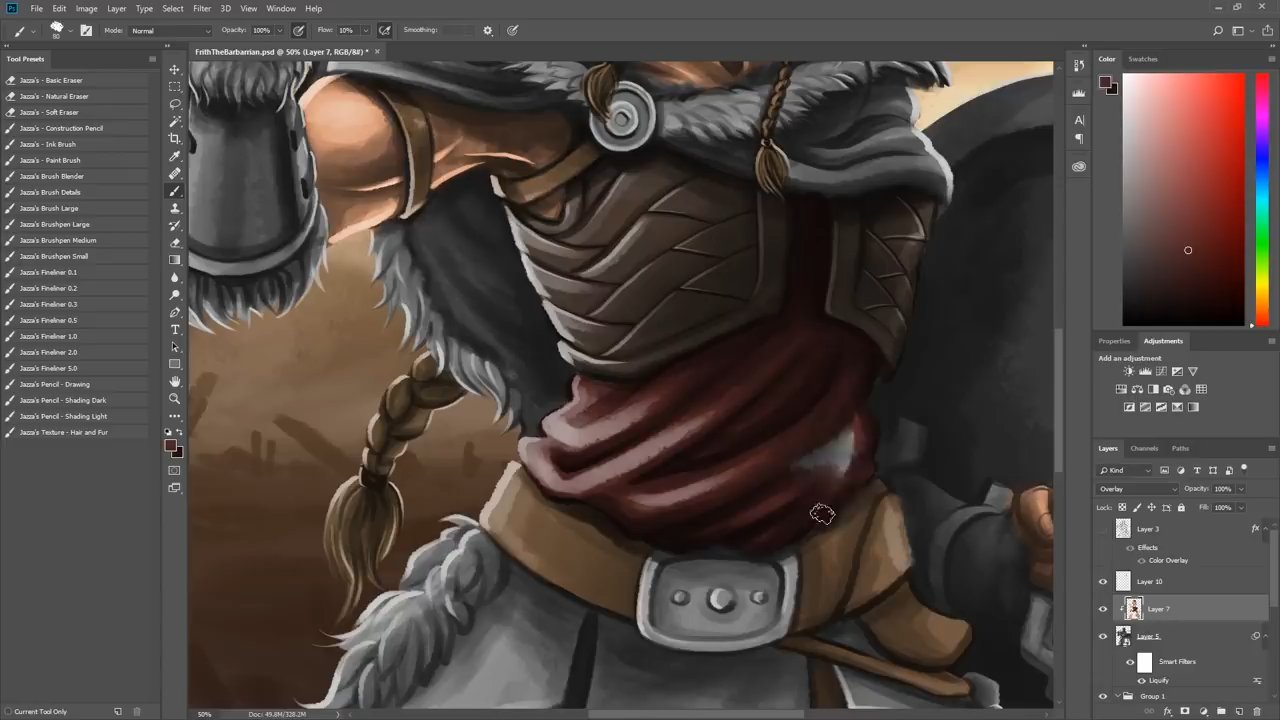 Ps File Edit Image Layer Type Select Filter 3D View Window Help
80 Mode: Normal Opacity: 100% Flow: 10% Smoothing:
FrithTheBarbarrian.psd @ 50% (Layer 7, RGB/8#) *
Tool Presets
Jazza's - Basic Eraser
Jazza's - Natural Eraser
Jazza's - Soft Eraser
Jazza's - Construction Pencil
Jazza's - Ink Brush
Jazza's - Paint Brush
Jazza's Brush Blender
Jazza's Brush Details
Jazza's Brush Large
Jazza's Brushpen Large
Jazza's Brushpen Medium
Jazza's Brushpen Small
Jazza's Fineliner 0.1
Jazza's Fineliner 0.2
Jazza's Fineliner 0.3
Jazza's Fineliner 0.5
Jazza's Fineliner 1.0
Jazza's Fineliner 2.0
Jazza's Fineliner 5.0
Jazza's Pencil - Drawing
Jazza's Pencil - Shading Dark
Jazza's Pencil - Shading Light
Jazza's Texture - Hair and Fur
Current Tool Only
50% Doc: 49.8M/328.2M
Color Swatches
Properties Adjustments
Add an adjustment
Layers Channels Paths
Kind
Overlay Opacity: 100%
Lock: Fill: 100%
Layer 3 fx
Effects
Color Overlay
Layer 10
Layer 7
Layer 5
Smart Filters
Liquify
Group 1